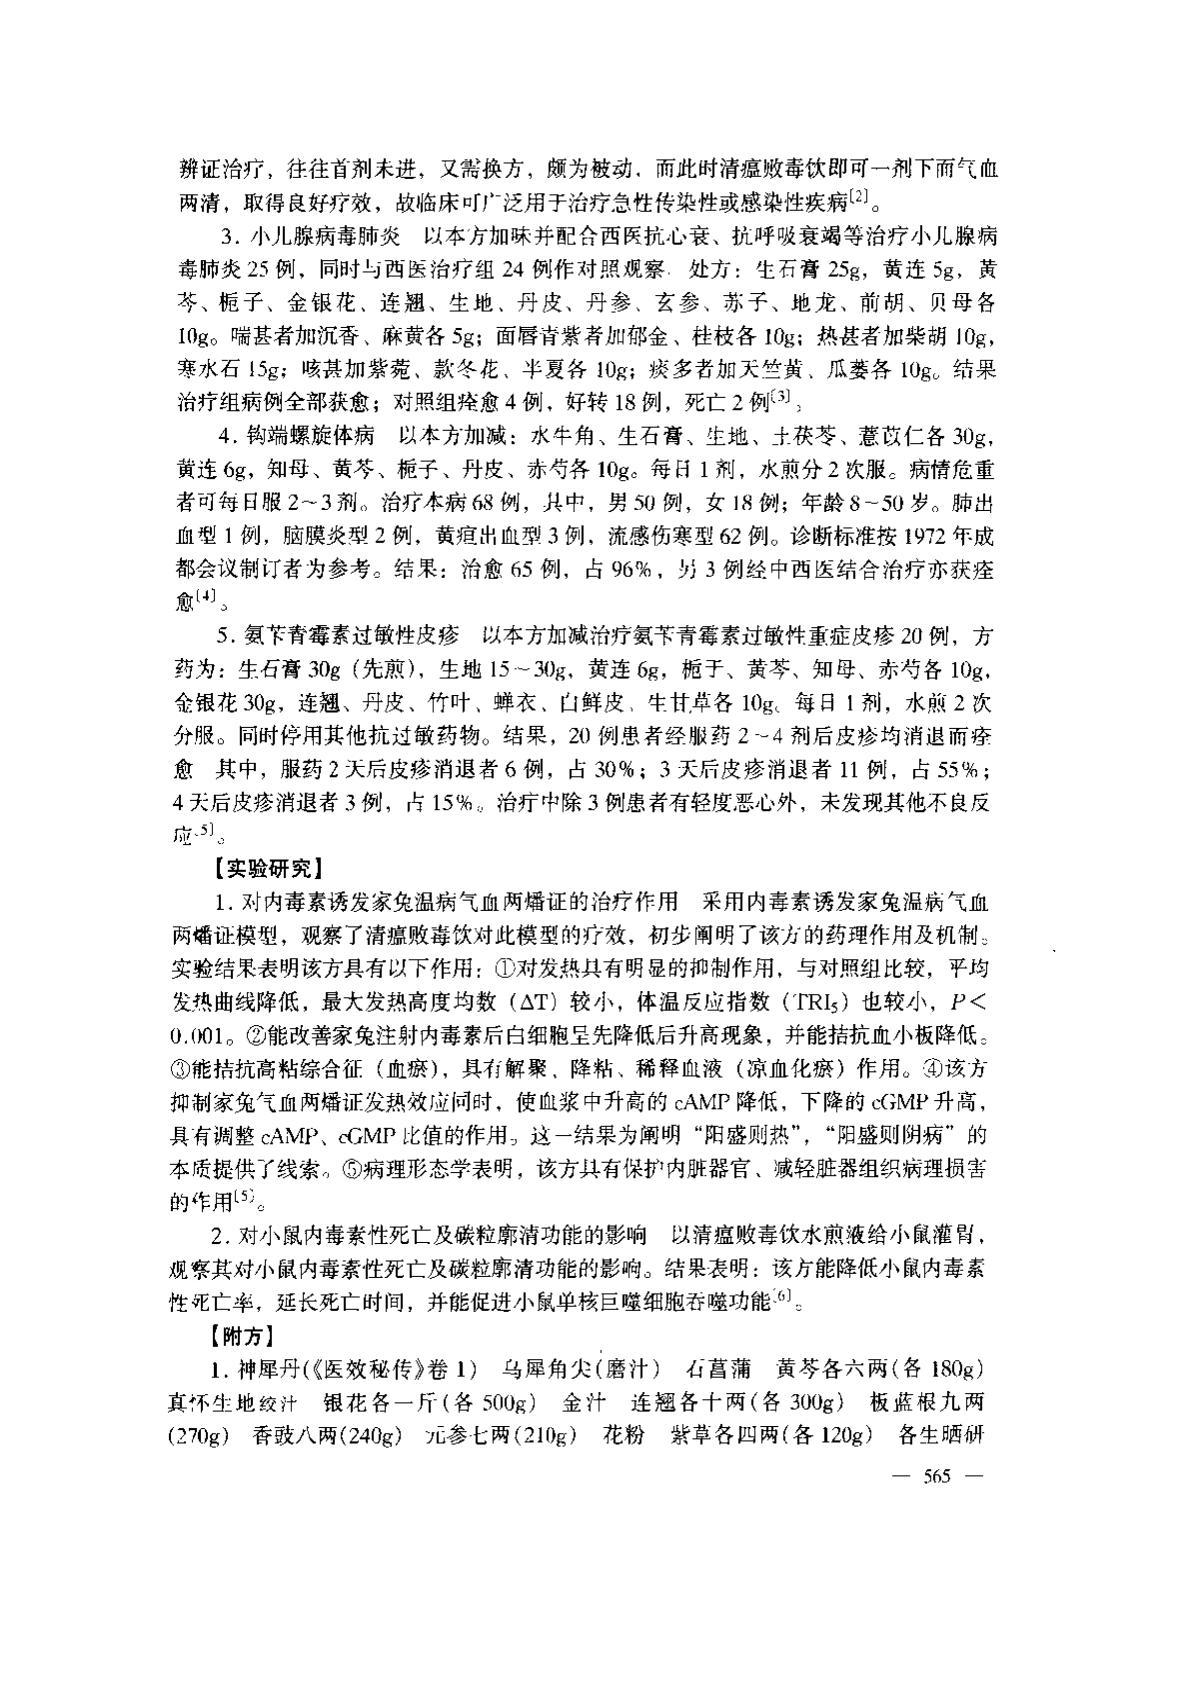 辨证治疗，往往首剂未进，又需换方，颇为被动．而此时清瘟败毒饮即可一剂下而气血
两清，取得良好疗效，故临床可广泛用于治疗急性传染性或感染性疾病〔2〕。
3. 小儿腺病毒肺炎　以本方加味并配合西医抗心衰、抗呼吸衰竭等治疗小儿腺病
毒肺炎 25 例，同时与西医治疗组 24 例作对照观察．处方：生石膏 25g，黄连 5g，黄
芩、栀子、金银花、连翘、生地、丹皮、丹参、玄参、苏子、地龙、前胡、贝母各
10g。喘甚者加沉香、麻黄各 5g；面唇青紫者加郁金、桂枝各 10g；热甚者加柴胡 10g，
寒水石 15g；咳甚加紫菀、款冬花、半夏各 10g；痰多者加天竺黄、瓜蒌各 10g。结果
治疗组病例全部获愈；对照组痊愈 4 例，好转 18 例，死亡 2 例〔3〕；
4. 钩端螺旋体病　以本方加减：水牛角、生石膏、生地、土茯苓、薏苡仁各 30g，
黄连 6g，知母、黄芩、栀子、丹皮、赤芍各 10g。每日 1 剂，水煎分 2 次服。病情危重
者可每日服 2～3 剂。治疗本病 68 例，其中，男 50 例，女 18 例；年龄 8～50 岁。肺出
血型 1 例，脑膜炎型 2 例，黄疸出血型 3 例，流感伤寒型 62 例。诊断标准按 1972 年成
都会议制订者为参考。结果：治愈 65 例，占 96%，另 3 例经中西医结合治疗亦获痊
愈〔4〕。
5. 氨苄青霉素过敏性皮疹　以本方加减治疗氨苄青霉素过敏性重症皮疹 20 例，方
药为：生石膏 30g（先煎），生地 15～30g，黄连 6g，栀子、黄芩、知母、赤芍各 10g，
金银花 30g，连翘、丹皮、竹叶、蝉衣、白鲜皮、生甘草各 10g。每日 1 剂，水煎 2 次
分服。同时停用其他抗过敏药物。结果，20 例患者经服药 2～4 剂后皮疹均消退而痊
愈　其中，服药 2 天后皮疹消退者 6 例，占 30%；3 天后皮疹消退者 11 例，占 55%；
4 天后皮疹消退者 3 例，占 15%。治疗中除 3 例患者有轻度恶心外，未发现其他不良反
应〔5〕。
【实验研究】
1. 对内毒素诱发家兔温病气血两燔证的治疗作用　采用内毒素诱发家兔温病气血
两燔证模型，观察了清瘟败毒饮对此模型的疗效，初步阐明了该方的药理作用及机制。
实验结果表明该方具有以下作用：①对发热具有明显的抑制作用，与对照组比较，平均
发热曲线降低，最大发热高度均数（ΔT）较小，体温反应指数（TRI₅）也较小，P＜
0.001。②能改善家兔注射内毒素后白细胞呈先降低后升高现象，并能拮抗血小板降低。
③能拮抗高粘综合征（血瘀），具有解聚、降粘、稀释血液（凉血化瘀）作用。④该方
抑制家兔气血两燔证发热效应同时，使血浆中升高的 cAMP 降低，下降的 cGMP 升高，
具有调整 cAMP、cGMP 比值的作用。这一结果为阐明“阳盛则热”，“阳盛则阴病”的
本质提供了线索。⑤病理形态学表明，该方具有保护内脏器官、减轻脏器组织病理损害
的作用〔5〕。
2. 对小鼠内毒素性死亡及碳粒廓清功能的影响　以清瘟败毒饮水煎液给小鼠灌胃，
观察其对小鼠内毒素性死亡及碳粒廓清功能的影响。结果表明：该方能降低小鼠内毒素
性死亡率，延长死亡时间，并能促进小鼠单核巨噬细胞吞噬功能〔6〕。
【附方】
1. 神犀丹(《医效秘传》卷 1)　乌犀角尖(磨汁)　石菖蒲　黄芩各六两(各 180g)
真怀生地绞汁　银花各一斤(各 500g)　金汁　连翘各十两(各 300g)　板蓝根九两
(270g)　香豉八两(240g)　元参七两(210g)　花粉　紫草各四两(各 120g)　各生晒研
— 565 —